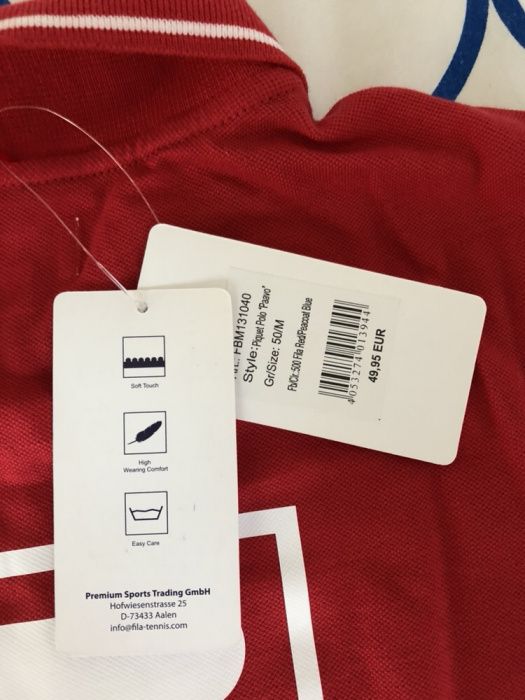 Soft Touch
High
Wearing Comfort
Easy Care
Premium Sports Trading GmbH
Hofwiesenstrasse 25
D-73433 Aalen
info@fila-tennis.com
FBM131040
Style: Piquet Polo "Paavo"
Gr/Size: 50/M
Fb/Clr.:500 Fila Red/Peacoat Blue
4 053274 013944
49,95 EUR